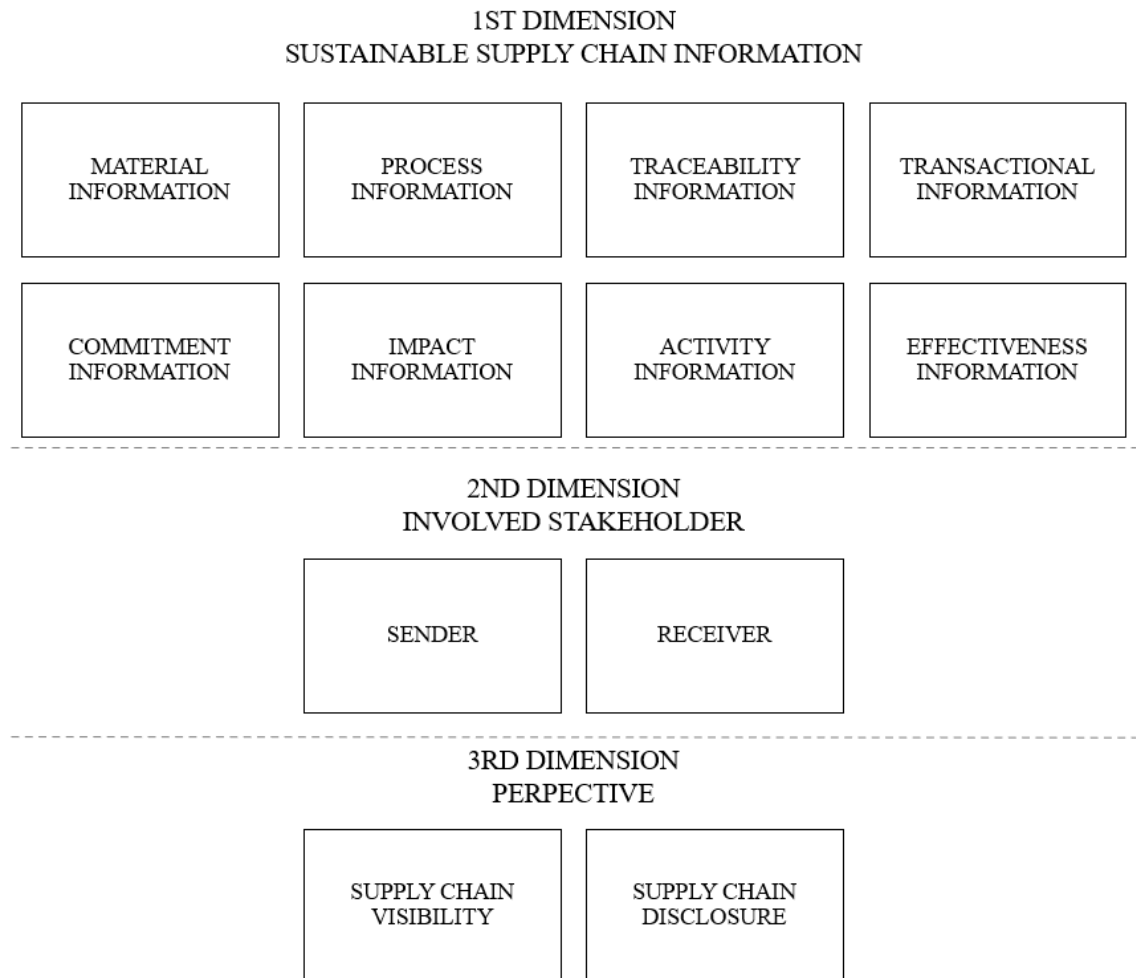 1ST DIMENSION
SUSTAINABLE SUPPLY CHAIN INFORMATION
MATERIAL
INFORMATION
PROCESS
INFORMATION
TRACEABILITY
INFORMATION
TRANSACTIONAL
INFORMATION
COMMITMENT
INFORMATION
IMPACT
INFORMATION
ACTIVITY
INFORMATION
EFFECTIVENESS
INFORMATION
2ND DIMENSION
INVOLVED STAKEHOLDER
SENDER
RECEIVER
3RD DIMENSION
PERPECTIVE
SUPPLY CHAIN
VISIBILITY
SUPPLY CHAIN
DISCLOSURE